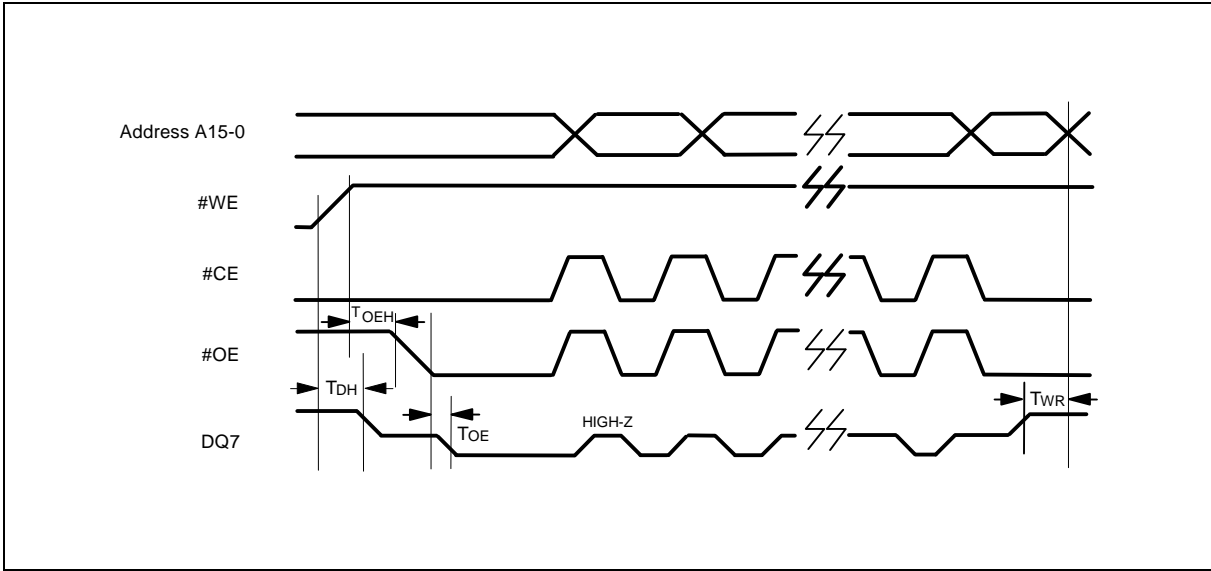 Address A15-0
#WE
#CE
TOEH
#OE
TDH
TWR
TOE
HIGH-Z
DQ7